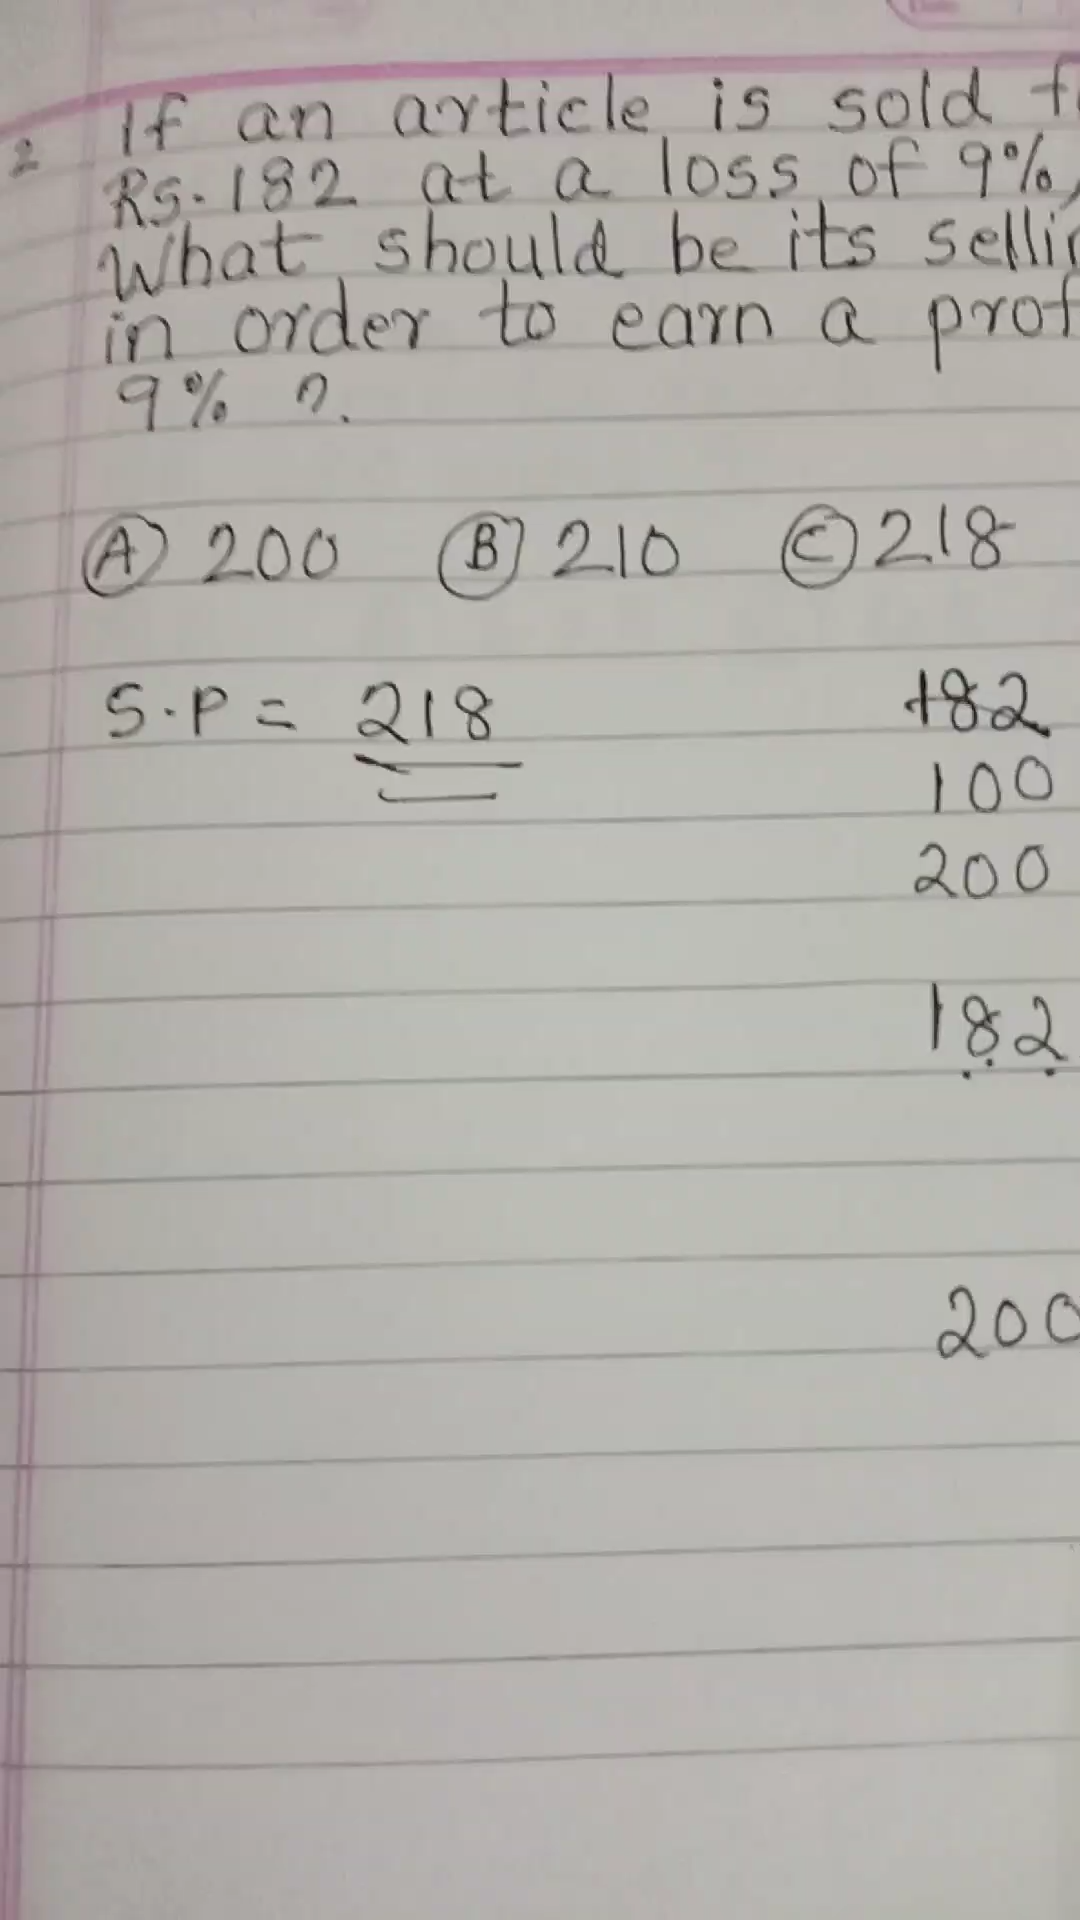 2 If an article is sold f
Rs. 182 at a loss of 9%,
What should be its selli
in order to earn a prof
9% ?.
(A) 200 (B) 210 (C) 218
S.P = 218
182
100
200
182
200